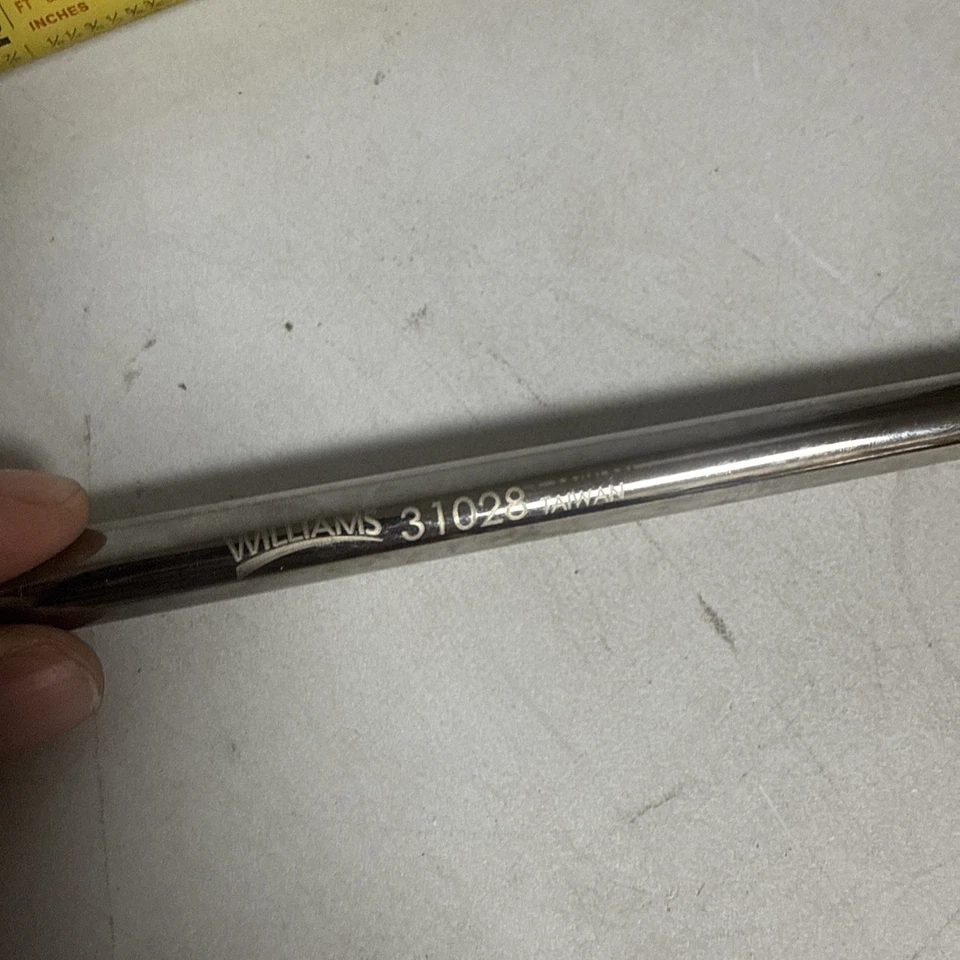 FT
INCHES
WILLIAMS 31028 TAIWAN